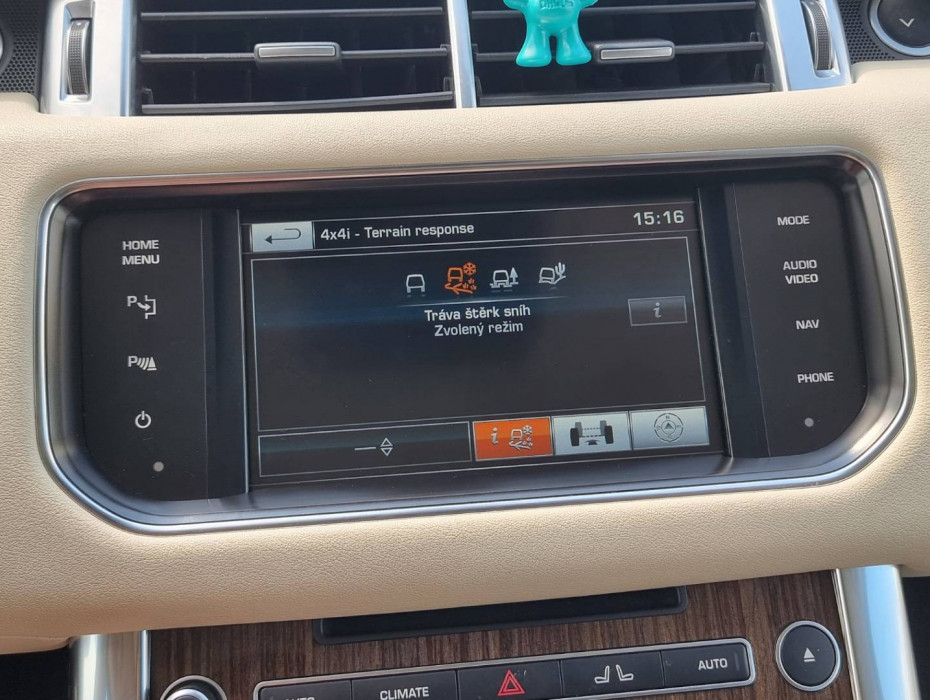 HOME
MENU
4x4i - Terrain response
15:16
MODE
AUDIO
VIDEO
P
Tráva štěrk sníh
Zvolený režim
i
NAV
P
PHONE
i
AUTO
CLIMATE
AUTO